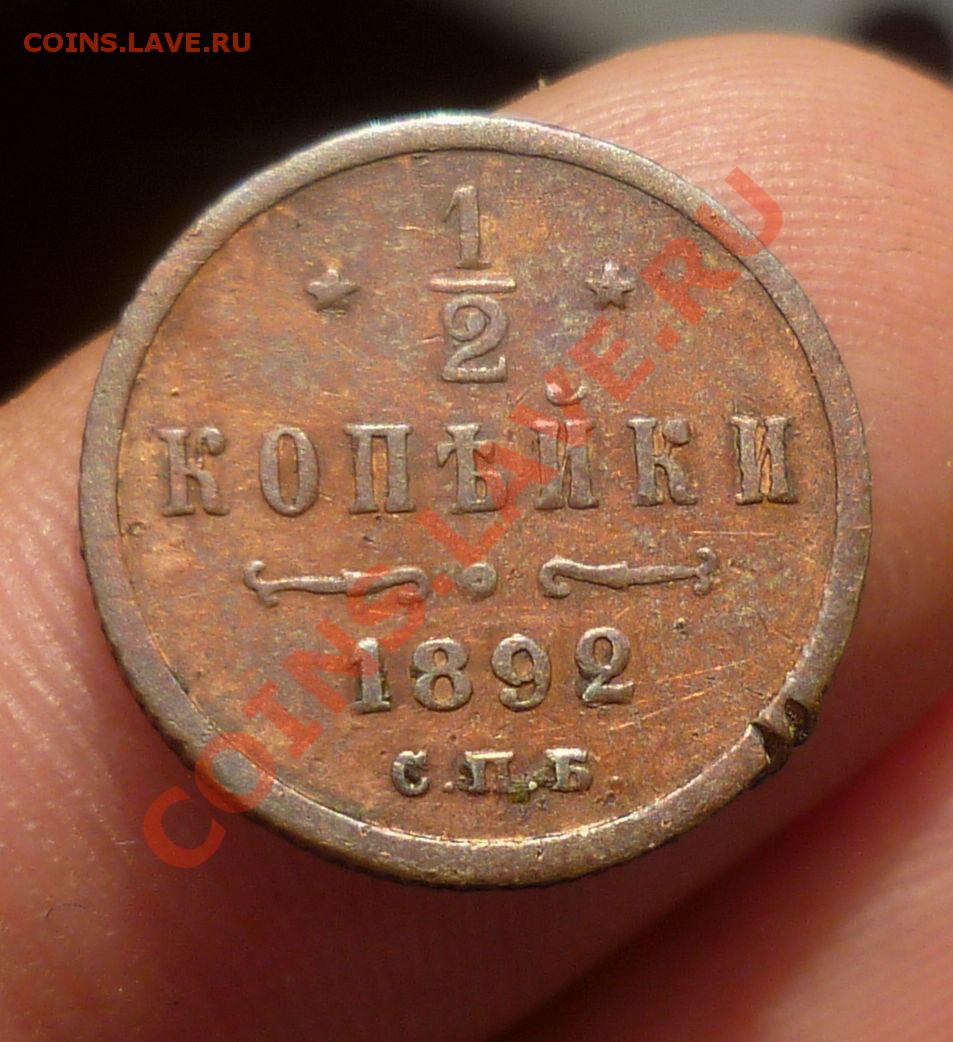 COINS.LAVE.RU
1
2
КОПѢЙКИ
1892
С.П.Б.
COINS.LAVE.RU